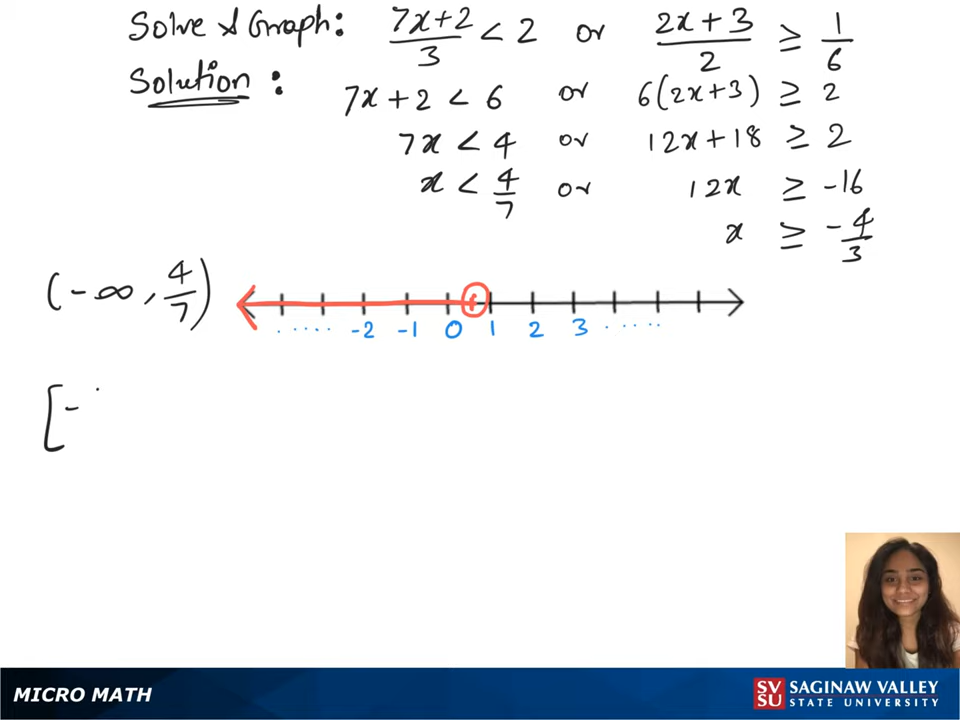 Solve & Graph: (7x+2)/3 < 2 or (2x+3)/2 ≥ 1/6
Solution: 7x+2 < 6 or 6(2x+3) ≥ 2
7x < 4 or 12x+18 ≥ 2
x < 4/7 or 12x ≥ -16
x ≥ -4/3
(-∞, 4/7)
..... -2 -1 0 1 2 3 ......
[-
MICRO MATH
SV SU SAGINAW VALLEY
STATE UNIVERSITY